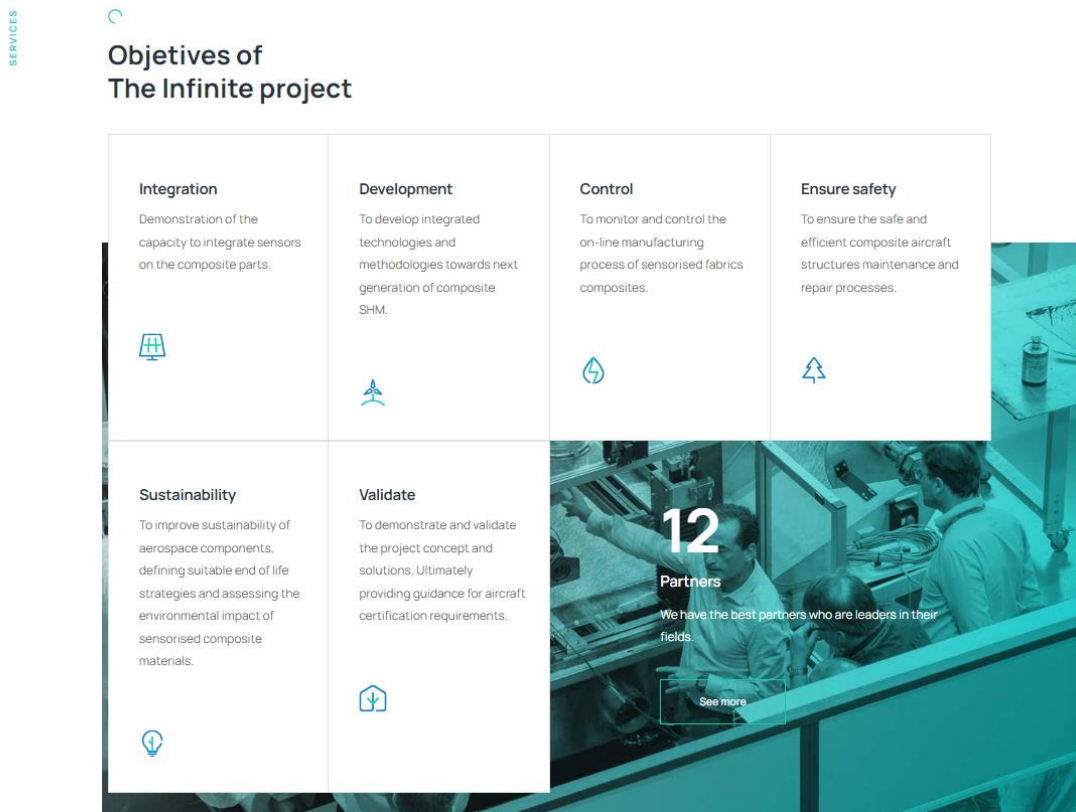 SERVICES
Objetives of
The Infinite project
Integration
Demonstration of the
capacity to integrate sensors
on the composite parts.
Development
To develop integrated
technologies and
methodologies towards next
generation of composite
SHM.
Control
To monitor and control the
on-line manufacturing
process of sensorised fabrics
composites.
Ensure safety
To ensure the safe and
efficient composite aircraft
structures maintenance and
repair processes.
Sustainability
To improve sustainability of
aerospace components,
defining suitable end of life
strategies and assessing the
environmental impact of
sensorised composite
materials.
Validate
To demonstrate and validate
the project concept and
solutions. Ultimately
providing guidance for aircraft
certification requirements.
12
Partners
We have the best partners who are leaders in their
fields.
See more